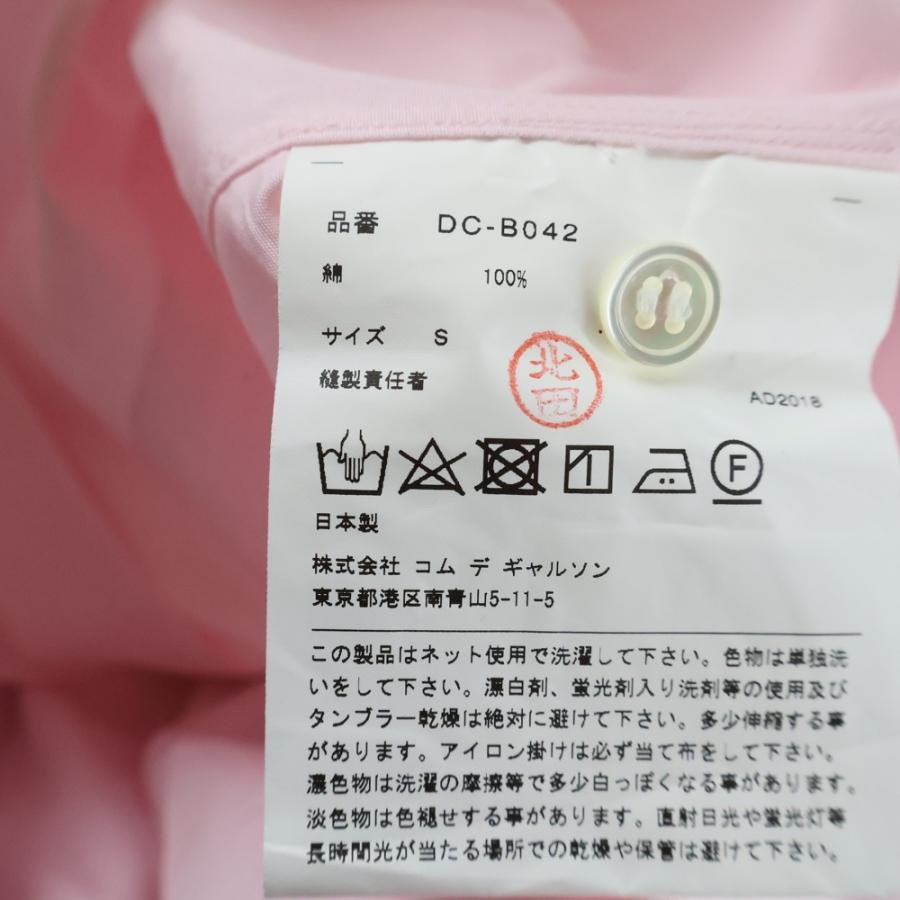 品番 DC-B042
綿 100%
サイズ S
縫製責任者 北田
AD2018
F
日本製
株式会社 コム デ ギャルソン
東京都港区南青山5-11-5
この製品はネット使用で洗濯して下さい。色物は単独洗
いをして下さい。漂白剤、蛍光剤入り洗剤等の使用及び
タンブラー乾燥は絶対に避けて下さい。多少伸縮する事
があります。アイロン掛けは必ず当て布をして下さい。
濃色物は洗濯の摩擦等で多少白っぽくなる事があります。
淡色物は色褪せする事があります。直射日光や蛍光灯等
長時間光が当たる場所での乾燥や保管は避けて下さい。